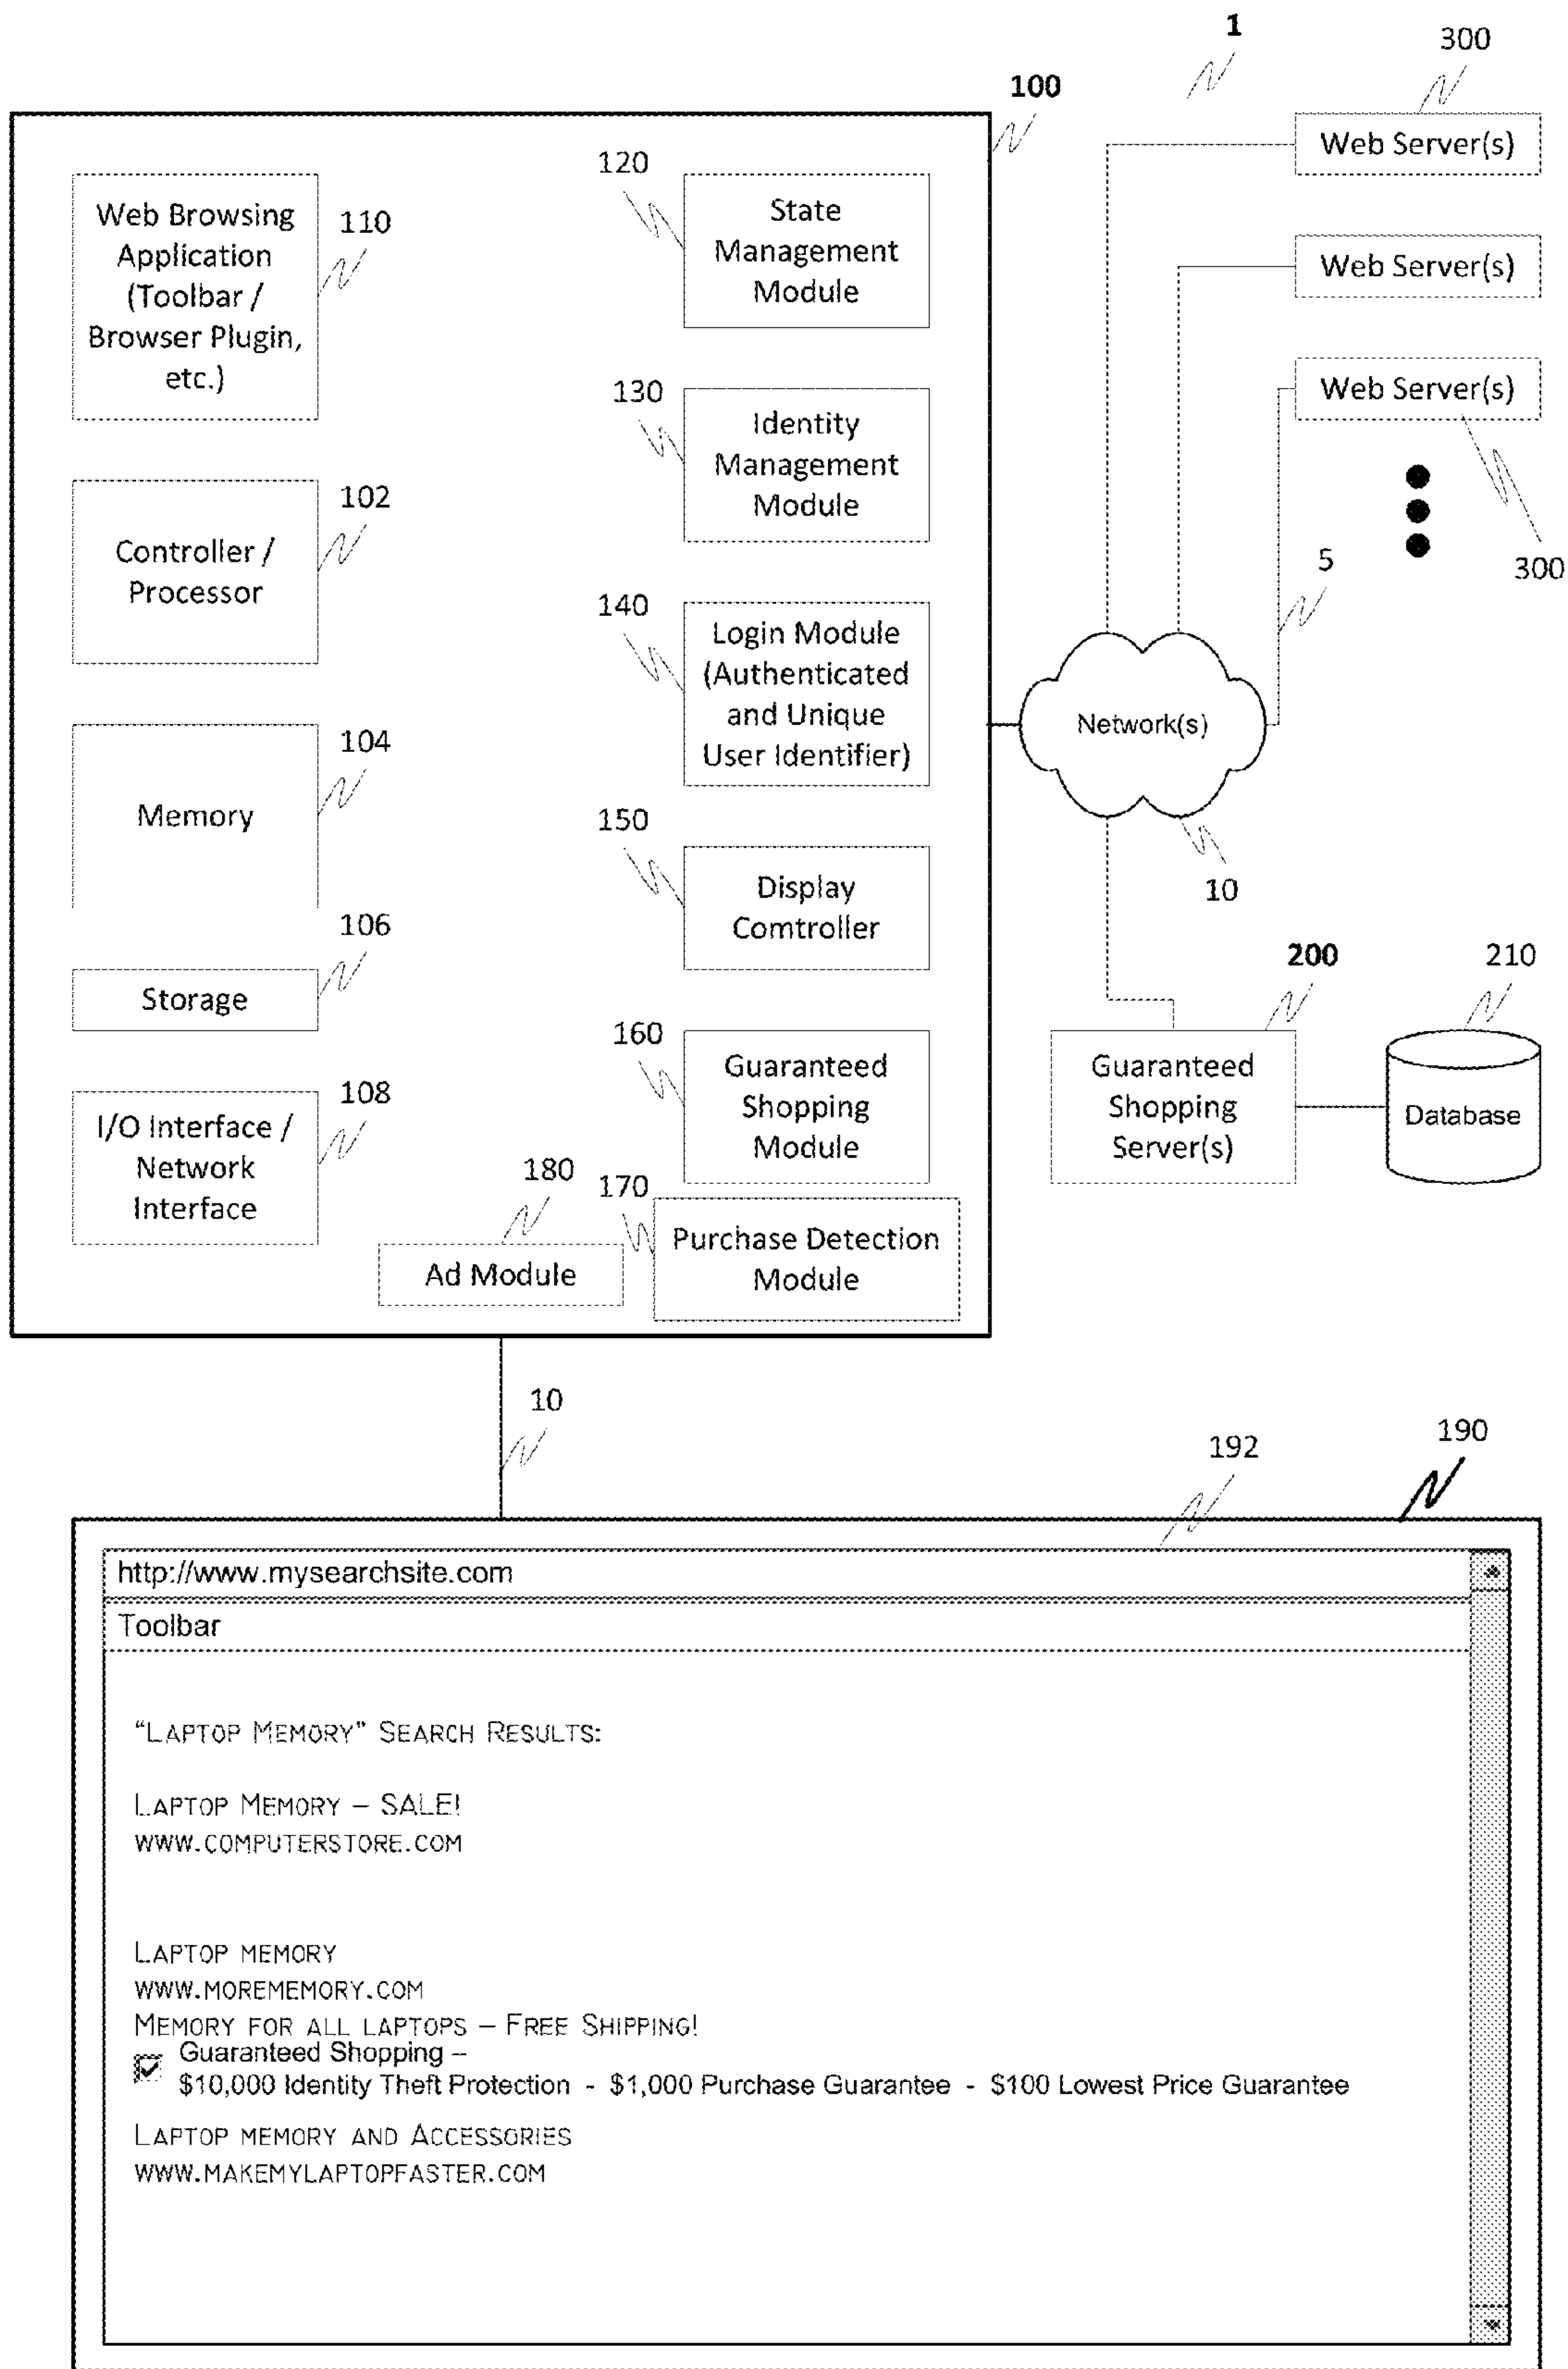 1
300
100
Web Server(s)
Web Server(s)
Web Server(s)
300
5
Web Browsing
Application
(Toolbar /
Browser Plugin,
etc.)
110
Controller /
Processor
102
Memory
104
Storage
106
I/O Interface /
Network
Interface
108
120
State
Management
Module
130
Identity
Management
Module
140
Login Module
(Authenticated
and Unique
User Identifier)
150
Display
Comtroller
160
Guaranteed
Shopping
Module
170
Purchase Detection
Module
180
Ad Module
Network(s)
10
200
Guaranteed
Shopping
Server(s)
210
Database
10
192
190
http://www.mysearchsite.com
Toolbar
“LAPTOP MEMORY” SEARCH RESULTS:
LAPTOP MEMORY – SALE!
WWW.COMPUTERSTORE.COM
LAPTOP MEMORY
WWW.MOREMEMORY.COM
MEMORY FOR ALL LAPTOPS – FREE SHIPPING!
Guaranteed Shopping –
$10,000 Identity Theft Protection - $1,000 Purchase Guarantee - $100 Lowest Price Guarantee
LAPTOP MEMORY AND ACCESSORIES
WWW.MAKEMYLAPTOPFASTER.COM